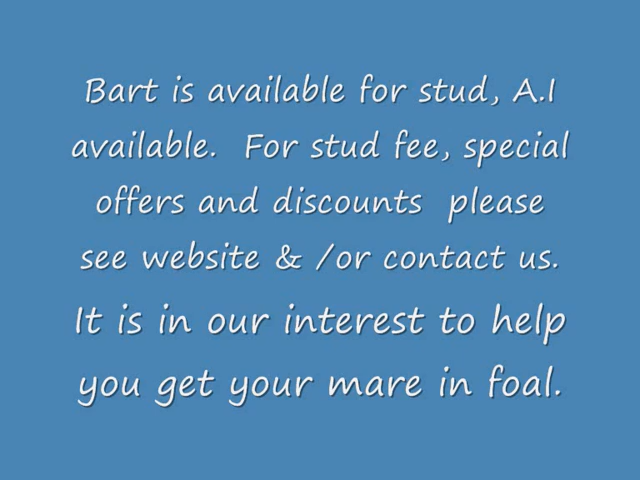 Bart is available for stud, A.I
available.  For stud fee, special
offers and discounts  please
see website & /or contact us.
It is in our interest to help
you get your mare in foal.